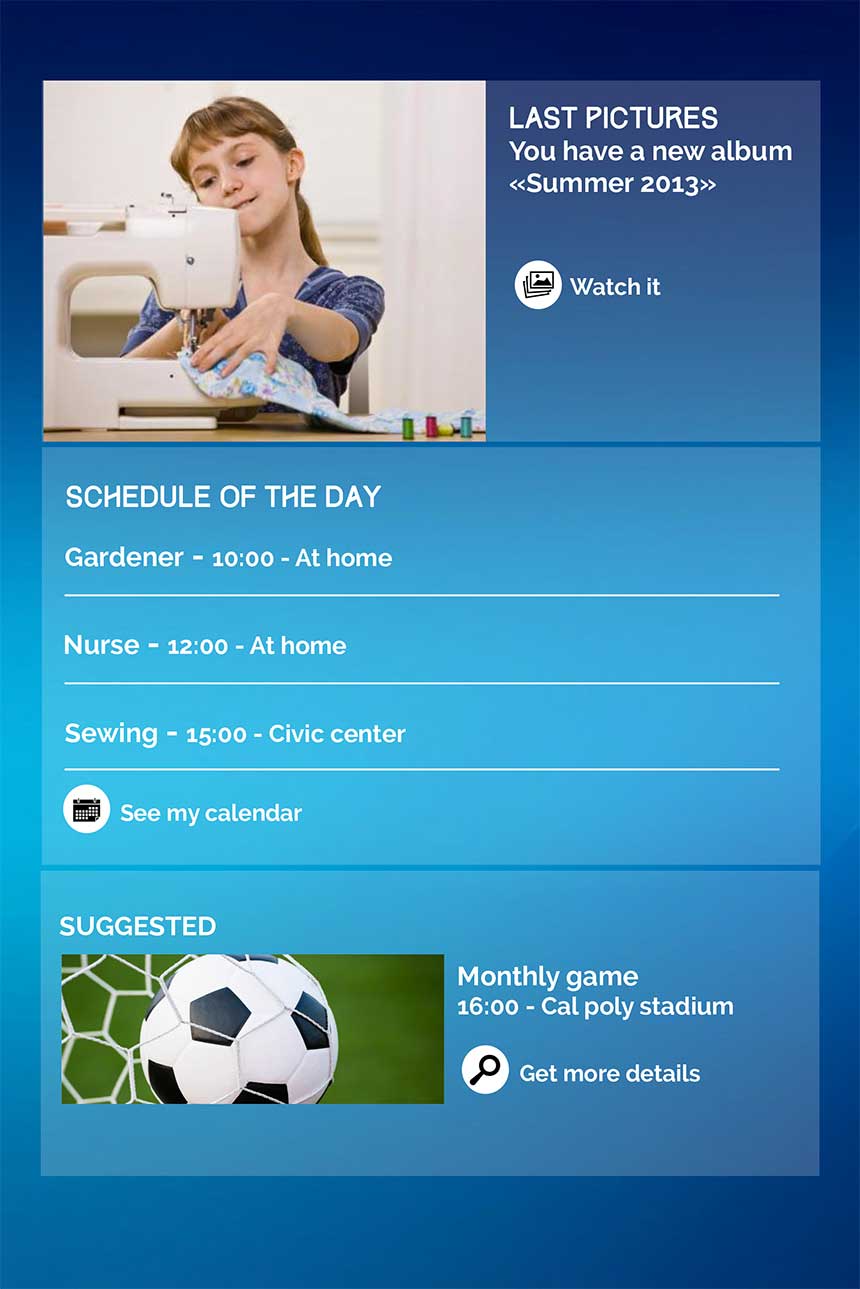 LAST PICTURES
You have a new album
«Summer 2013»
Watch it
SCHEDULE OF THE DAY
Gardener - 10:00 - At home
Nurse - 12:00 - At home
Sewing - 15:00 - Civic center
See my calendar
SUGGESTED
Monthly game
16:00 - Cal poly stadium
Get more details